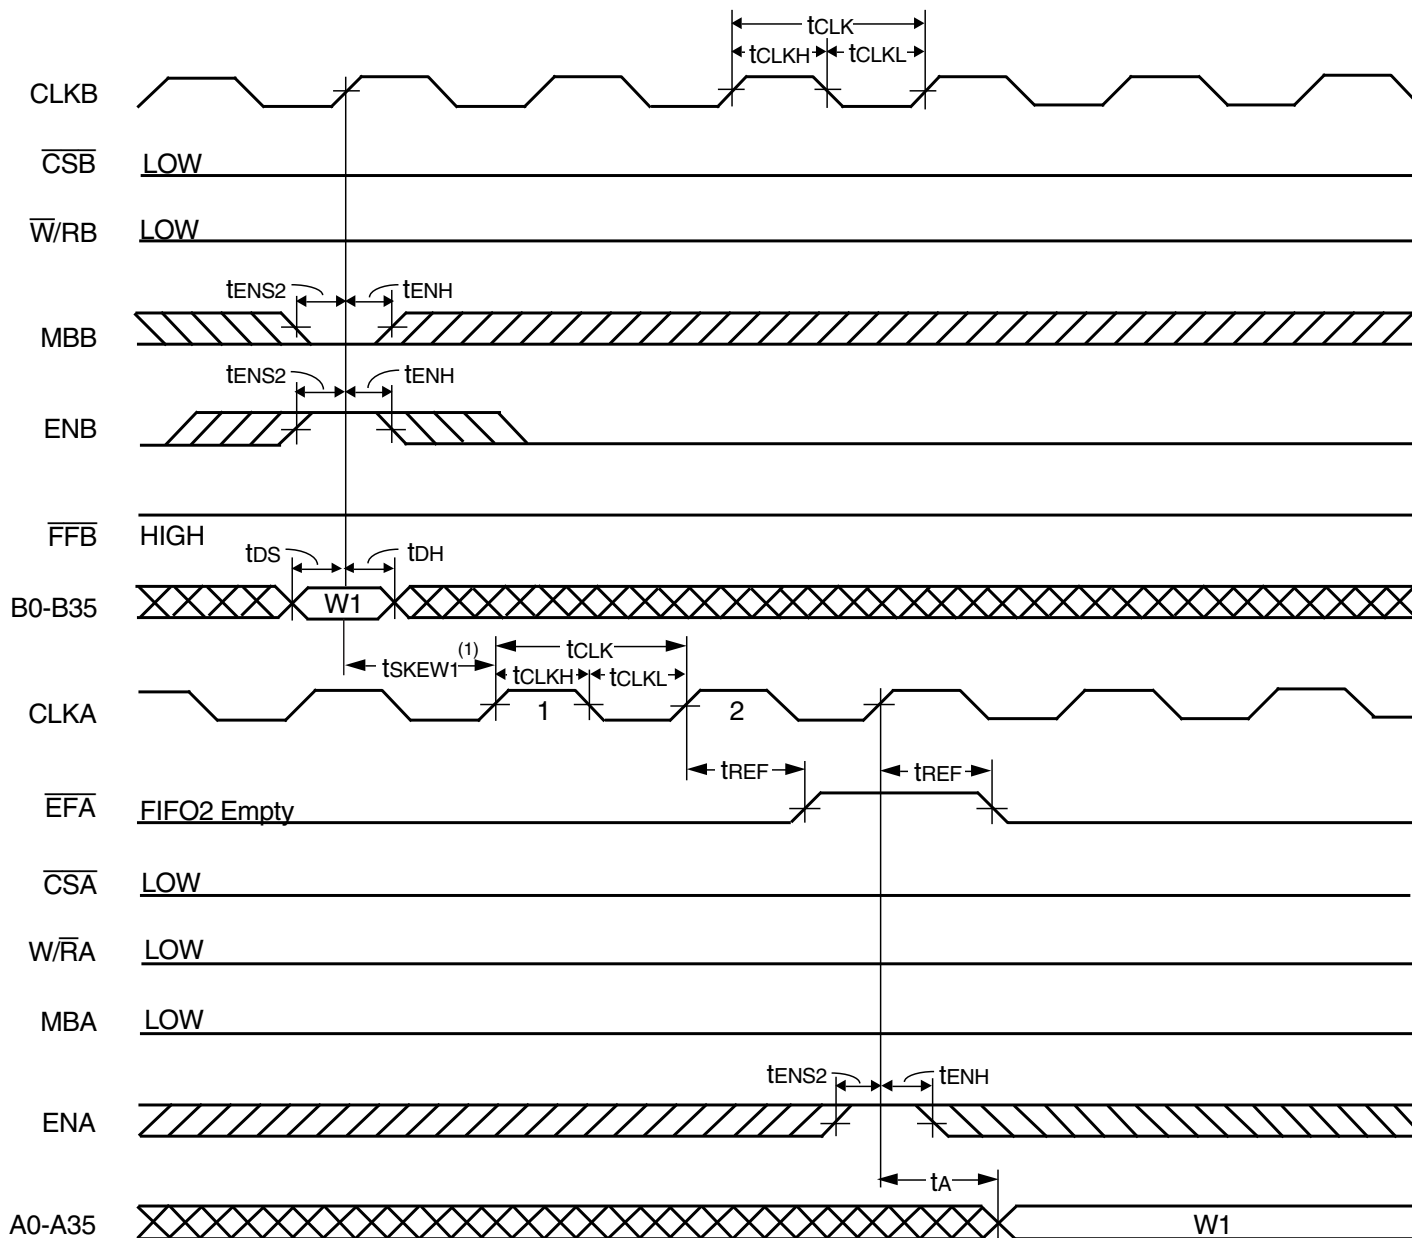 tCLK
tCLKH tCLKL
CLKB
CSB LOW
W/RB LOW
tENS2 tENH
MBB
tENS2 tENH
ENB
FFB HIGH
tDS tDH
B0-B35 W1
tSKEW1(1) tCLK
tCLKH tCLKL
CLKA 1 2
tREF tREF
EFA FIFO2 Empty
CSA LOW
W/RA LOW
MBA LOW
tENS2 tENH
ENA
tA
A0-A35 W1